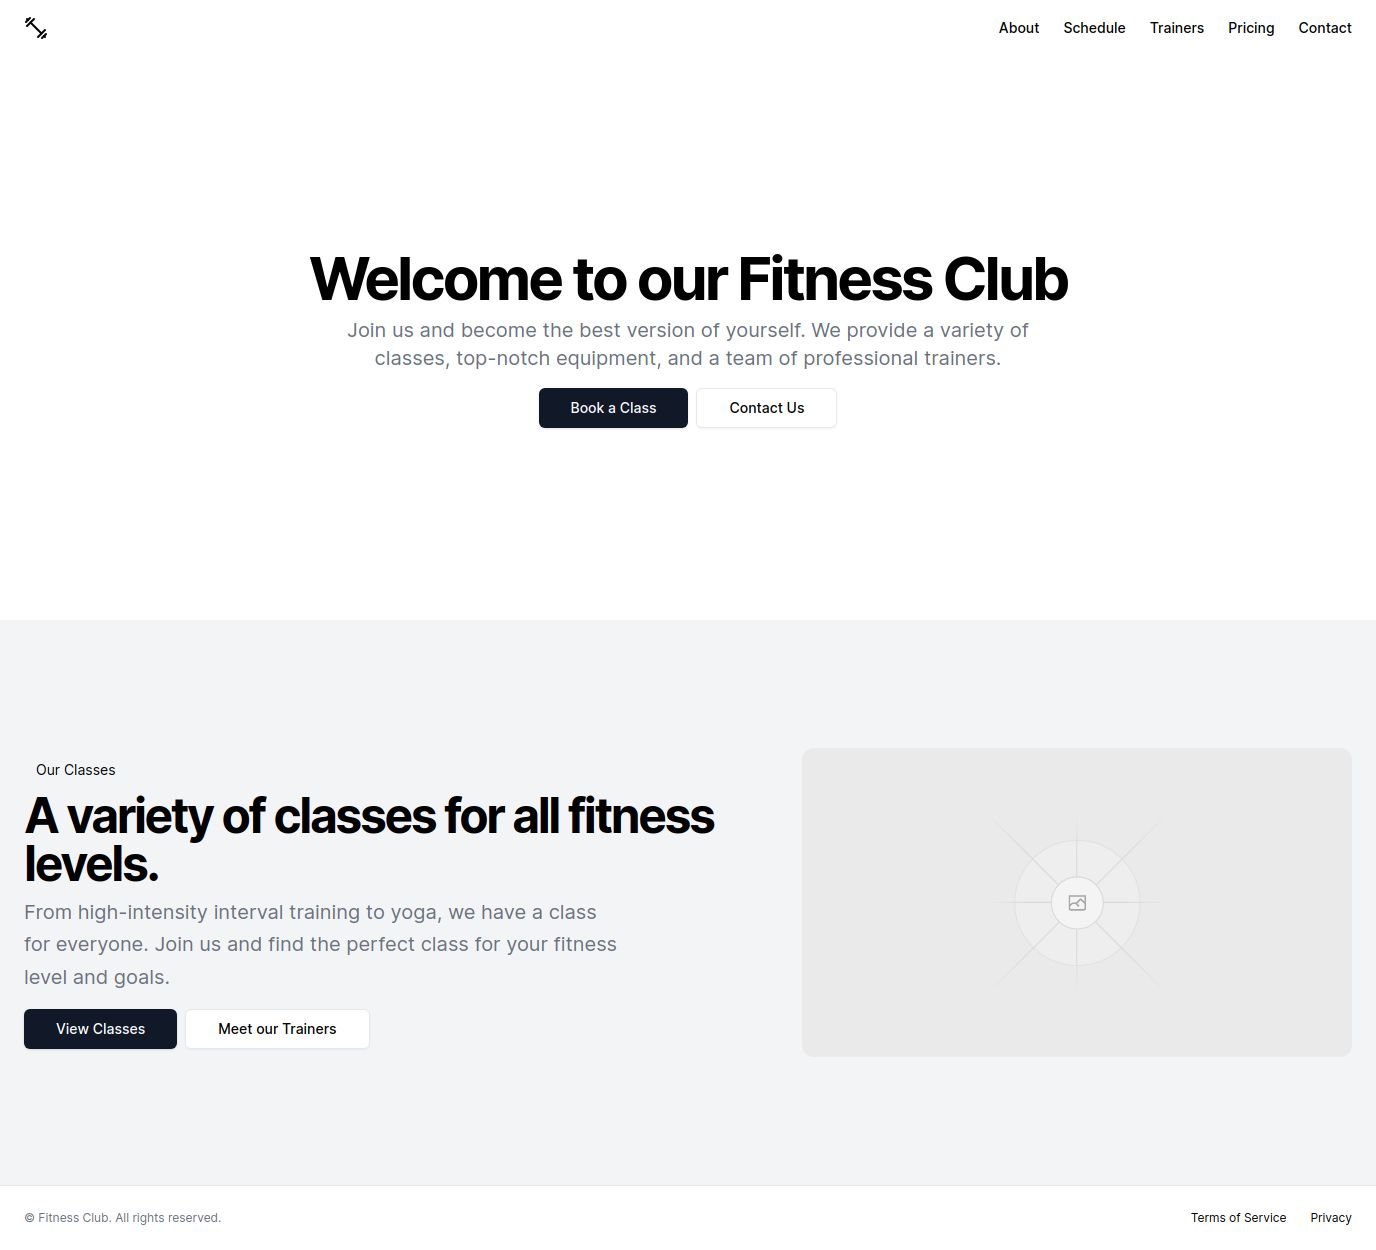 About Schedule Trainers Pricing Contact
Welcome to our Fitness Club
Join us and become the best version of yourself. We provide a variety of
classes, top-notch equipment, and a team of professional trainers.
Book a Class Contact Us
Our Classes
A variety of classes for all fitness
levels.
From high-intensity interval training to yoga, we have a class
for everyone. Join us and find the perfect class for your fitness
level and goals.
View Classes Meet our Trainers
© Fitness Club. All rights reserved. Terms of Service Privacy